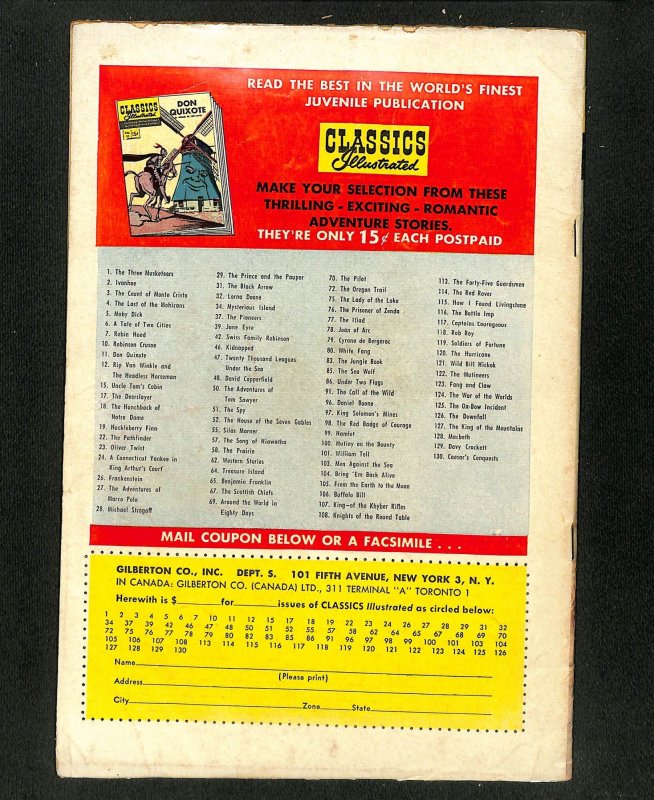 READ THE BEST IN THE WORLD'S FINEST
JUVENILE PUBLICATION
CLASSICS
Illustrated
DON
QUIXOTE
15¢
CLASSICS
Illustrated
MAKE YOUR SELECTION FROM THESE
THRILLING - EXCITING - ROMANTIC
ADVENTURE STORIES.
THEY'RE ONLY 15¢ EACH POSTPAID
1. The Three Musketeers
2. Ivanhoe
3. The Count of Monte Cristo
4. The Last of the Mohicans
5. Moby Dick
6. A Tale of Two Cities
7. Robin Hood
10. Robinson Crusoe
11. Don Quixote
12. Rip Van Winkle and
The Headless Horseman
15. Uncle Tom's Cabin
17. The Deerslayer
18. The Hunchback of
Notre Dame
19. Huckleberry Finn
22. The Pathfinder
23. Oliver Twist
24. A Connecticut Yankee in
King Arthur's Court
26. Frankenstein
27. The Adventures of
Marco Polo
28. Michael Strogoff
29. The Prince and the Pauper
31. The Black Arrow
32. Lorna Doone
34. Mysterious Island
37. The Pioneers
39. Jane Eyre
42. Swiss Family Robinson
46. Kidnapped
47. Twenty Thousand Leagues
Under the Sea
48. David Copperfield
50. The Adventures of
Tom Sawyer
51. The Spy
52. The House of the Seven Gables
55. Silas Marner
57. The Song of Hiawatha
58. The Prairie
62. Western Stories
64. Treasure Island
65. Benjamin Franklin
67. The Scottish Chiefs
69. Around the World in
Eighty Days
70. The Pilot
72. The Oregon Trail
75. The Lady of the Lake
76. The Prisoner of Zenda
77. The Iliad
78. Joan of Arc
79. Cyrano de Bergerac
80. White Fang
83. The Jungle Book
85. The Sea Wolf
86. Under Two Flags
91. The Call of the Wild
96. Daniel Boone
97. King Solomon's Mines
98. The Red Badge of Courage
99. Hamlet
100. Mutiny on the Bounty
101. William Tell
103. Men Against the Sea
104. Bring 'Em Back Alive
105. From the Earth to the Moon
106. Buffalo Bill
107. King—of the Khyber Rifles
108. Knights of the Round Table
113. The Forty-Five Guardsmen
114. The Red Rover
115. How I Found Livingstone
116. The Bottle Imp
117. Captains Courageous
118. Rob Roy
119. Soldiers of Fortune
120. The Hurricane
121. Wild Bill Hickok
122. The Mutineers
123. Fang and Claw
124. The War of the Worlds
125. The Ox-Bow Incident
126. The Downfall
127. The King of the Mountains
128. Macbeth
129. Davy Crockett
130. Caesar's Conquests
MAIL COUPON BELOW OR A FACSIMILE . . .
GILBERTON CO., INC. DEPT. S. 101 FIFTH AVENUE, NEW YORK 3, N. Y.
IN CANADA: GILBERTON CO. (CANADA) LTD., 311 TERMINAL "A" TORONTO 1
Herewith is $ for issues of CLASSICS Illustrated as circled below:
1 2 3 4 5 6 7 10 11 12 15 17 18 19 22 23 24 26 27 28 29 31 32
34 37 39 42 46 47 48 50 51 52 55 57 58 62 64 65 67 69 70
72 75 76 77 78 79 80 83 85 86 91 96 97 98 99 100 101 103 104
105 106 107 108 113 114 115 116 117 118 119 120 121 122 123 124 125 126
127 128 129 130
Name
(Please print)
Address
City Zone State